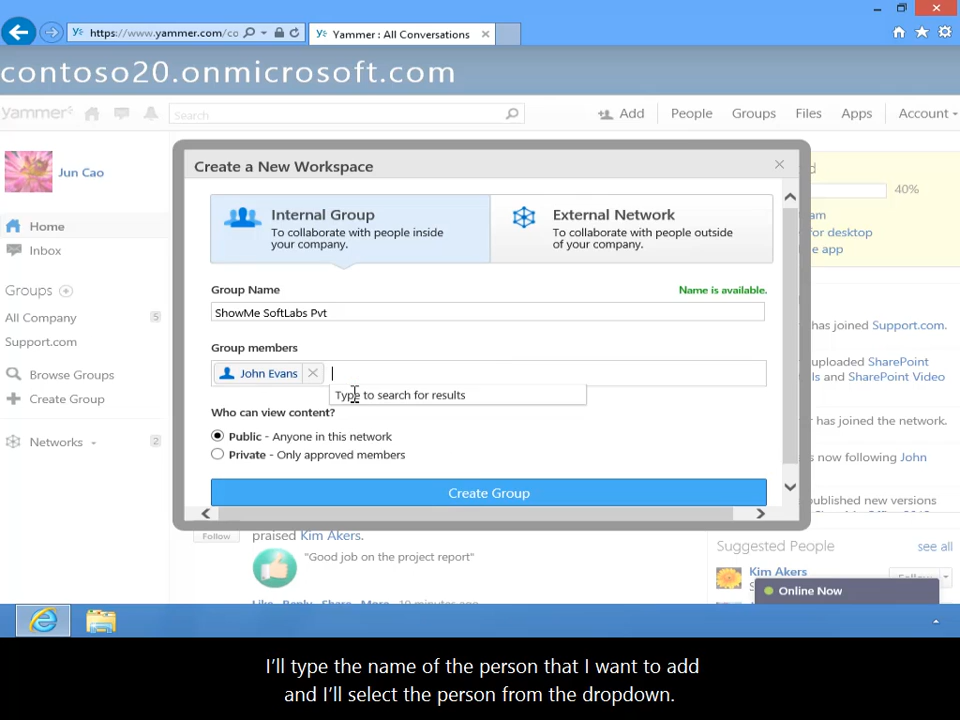 https://www.yammer.com/co
Yammer : All Conversations
contoso20.onmicrosoft.com
yammer
Search
Add
People
Groups
Files
Apps
Account
Jun Cao
Home
Inbox
Groups
All Company 5
Support.com
Browse Groups
Create Group
Networks 2
Create a New Workspace
Internal Group
To collaborate with people inside
your company.
External Network
To collaborate with people outside
of your company.
Group Name
Name is available.
ShowMe SoftLabs Pvt
Group members
John Evans
Type to search for results
Who can view content?
Public - Anyone in this network
Private - Only approved members
Create Group
40%
for desktop
app
has joined Support.com.
uploaded SharePoint
and SharePoint Video
has joined the network.
now following John
published new versions
Follow
praised Kim Akers.
"Good job on the project report"
Suggested People
see all
Kim Akers
Online Now
I'll type the name of the person that I want to add
and I'll select the person from the dropdown.